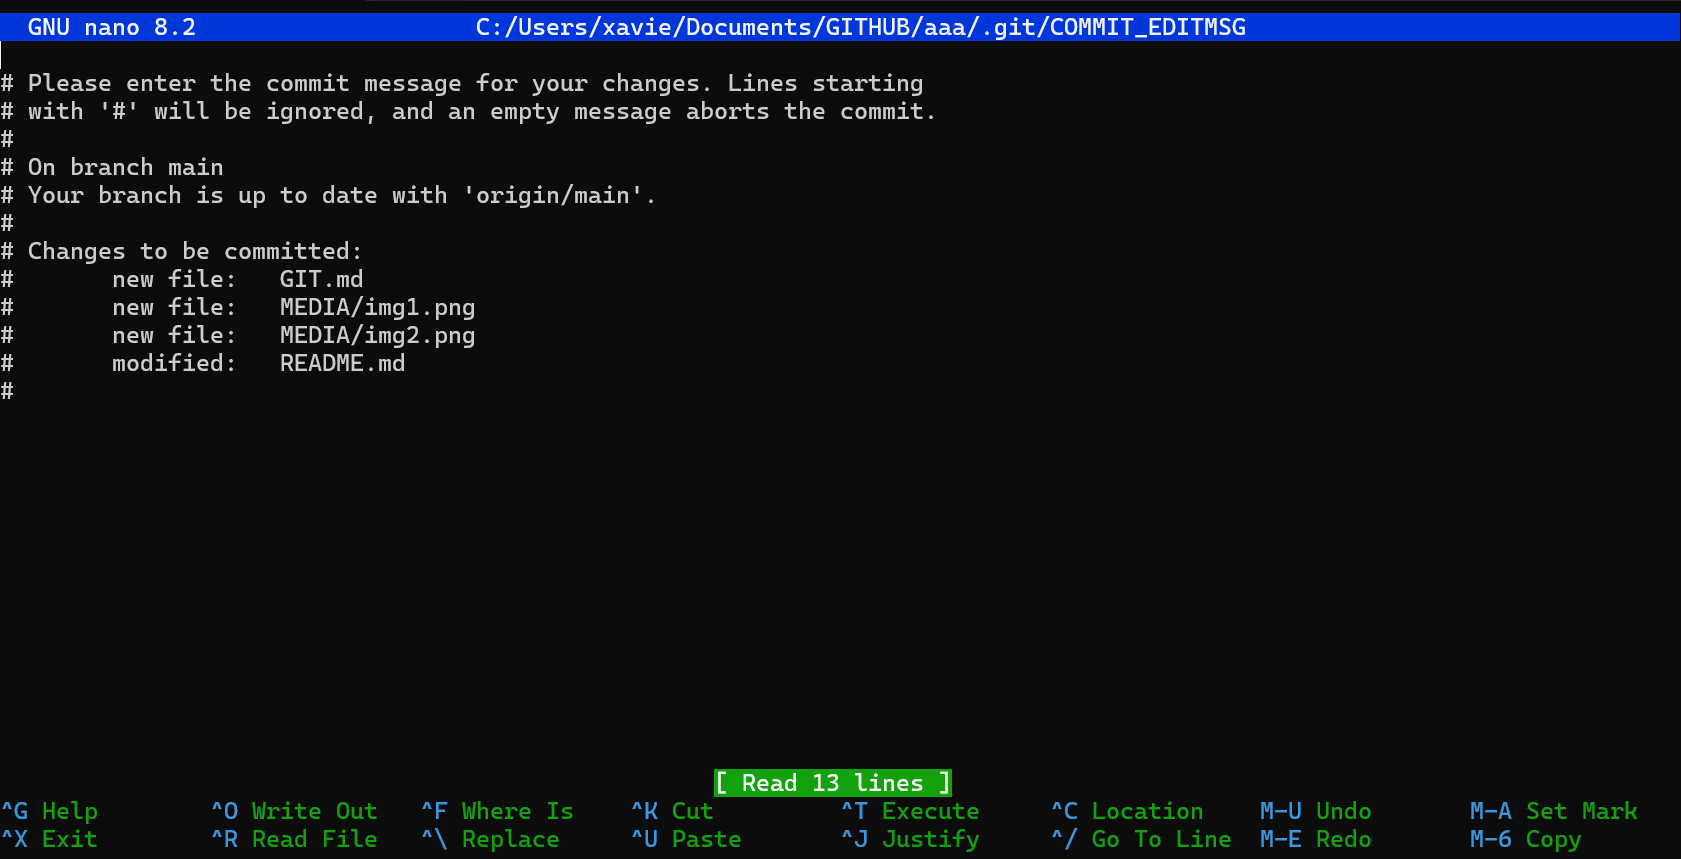 GNU nano 8.2 C:/Users/xavie/Documents/GITHUB/aaa/.git/COMMIT_EDITMSG
# Please enter the commit message for your changes. Lines starting
# with '#' will be ignored, and an empty message aborts the commit.
#
# On branch main
# Your branch is up to date with 'origin/main'.
#
# Changes to be committed:
#       new file:   GIT.md
#       new file:   MEDIA/img1.png
#       new file:   MEDIA/img2.png
#       modified:   README.md
#
[ Read 13 lines ]
^G Help ^O Write Out ^F Where Is ^K Cut ^T Execute ^C Location M-U Undo M-A Set Mark
^X Exit ^R Read File ^\ Replace ^U Paste ^J Justify ^/ Go To Line M-E Redo M-6 Copy